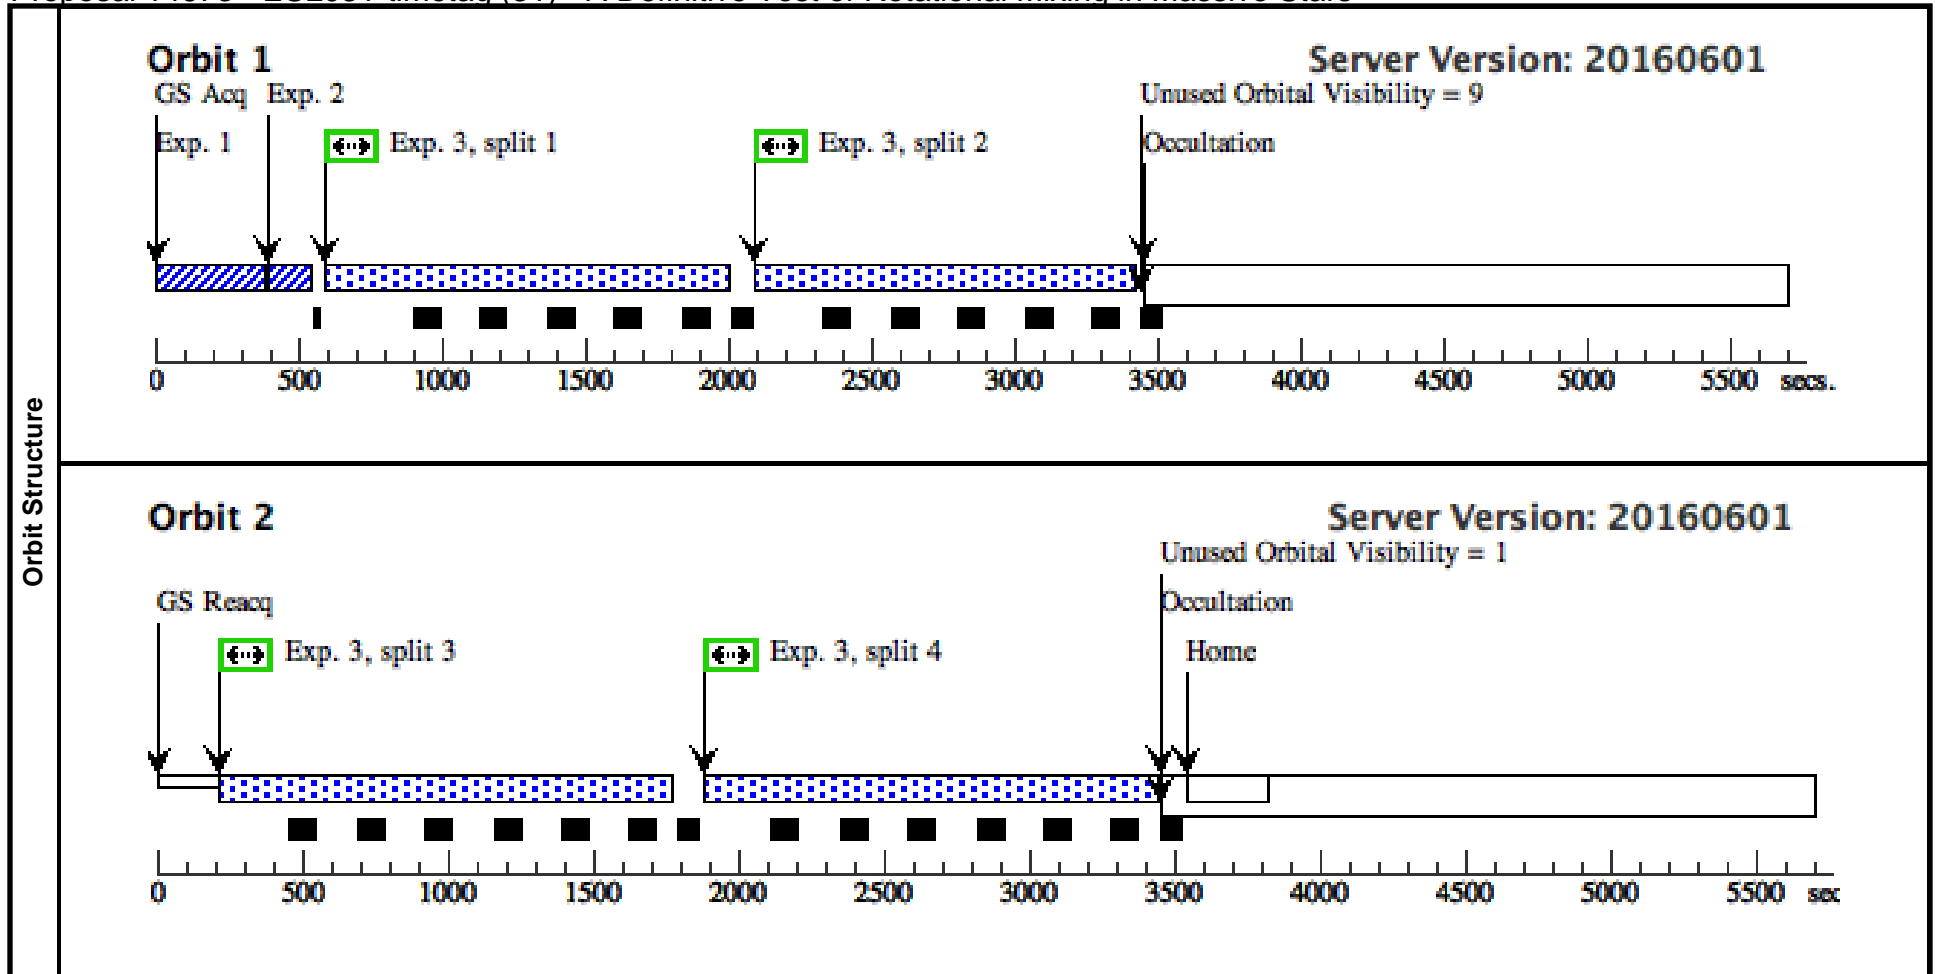 Orbit 1
Server Version: 20160601
GS Acq Exp. 2
Unused Orbital Visibility = 9
Exp. 1
Exp. 3, split 1
Exp. 3, split 2
Occultation
0 500 1000 1500 2000 2500 3000 3500 4000 4500 5000 5500 secs.
Orbit Structure
Orbit 2
Server Version: 20160601
Unused Orbital Visibility = 1
GS Reacq
Occultation
Exp. 3, split 3
Exp. 3, split 4
Home
0 500 1000 1500 2000 2500 3000 3500 4000 4500 5000 5500 sec